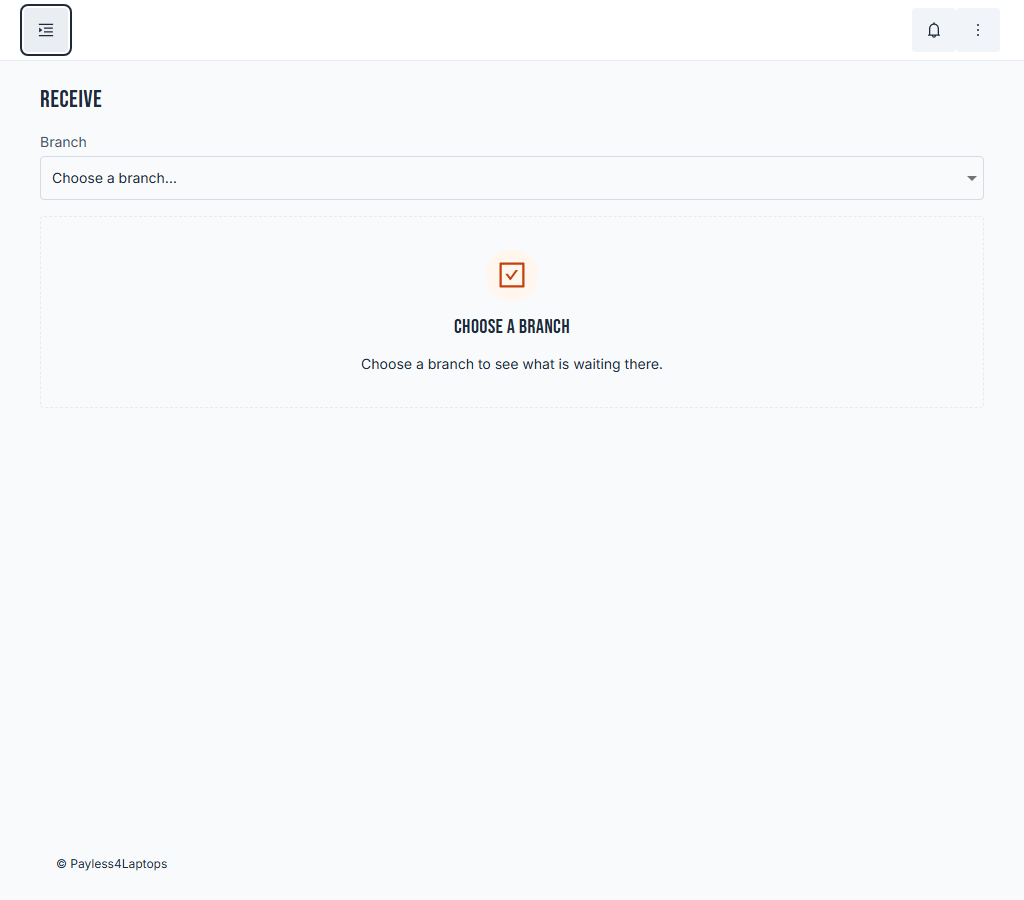 RECEIVE
Branch
Choose a branch...
CHOOSE A BRANCH
Choose a branch to see what is waiting there.
© Payless4Laptops